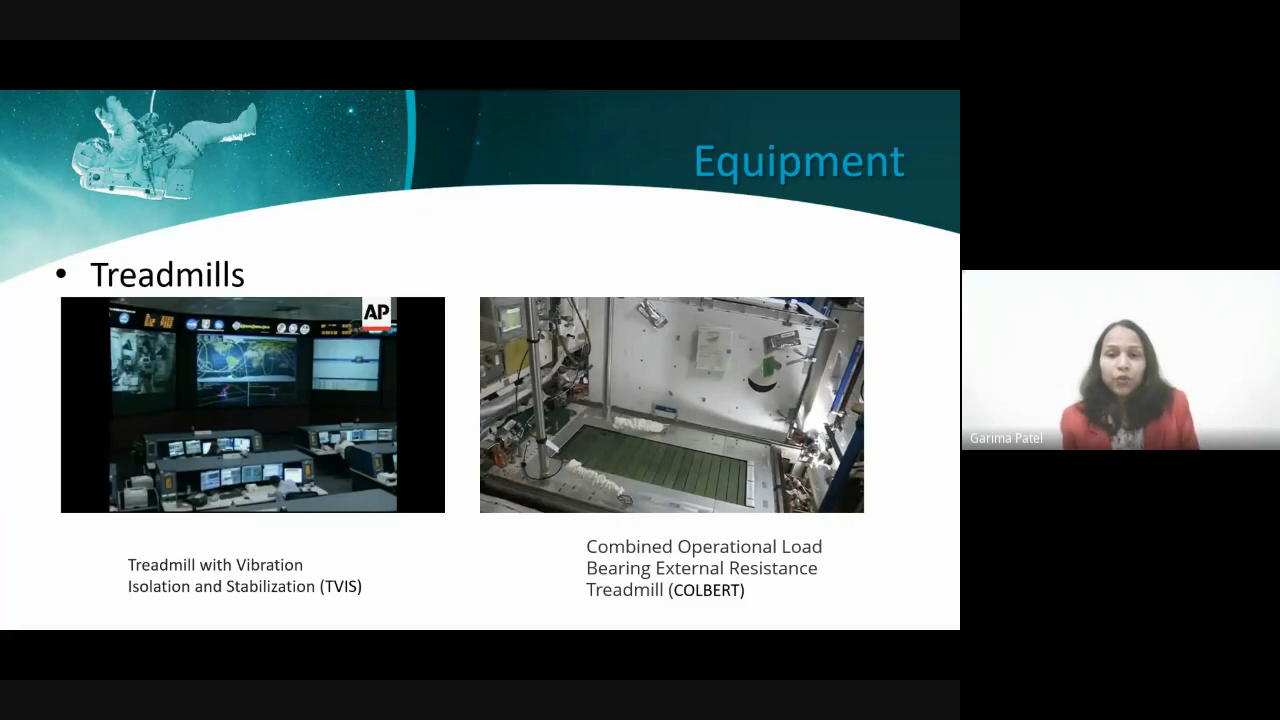 Equipment
• Treadmills
AP
Treadmill with Vibration
Isolation and Stabilization (TVIS)
Combined Operational Load
Bearing External Resistance
Treadmill (COLBERT)
Garima Patel